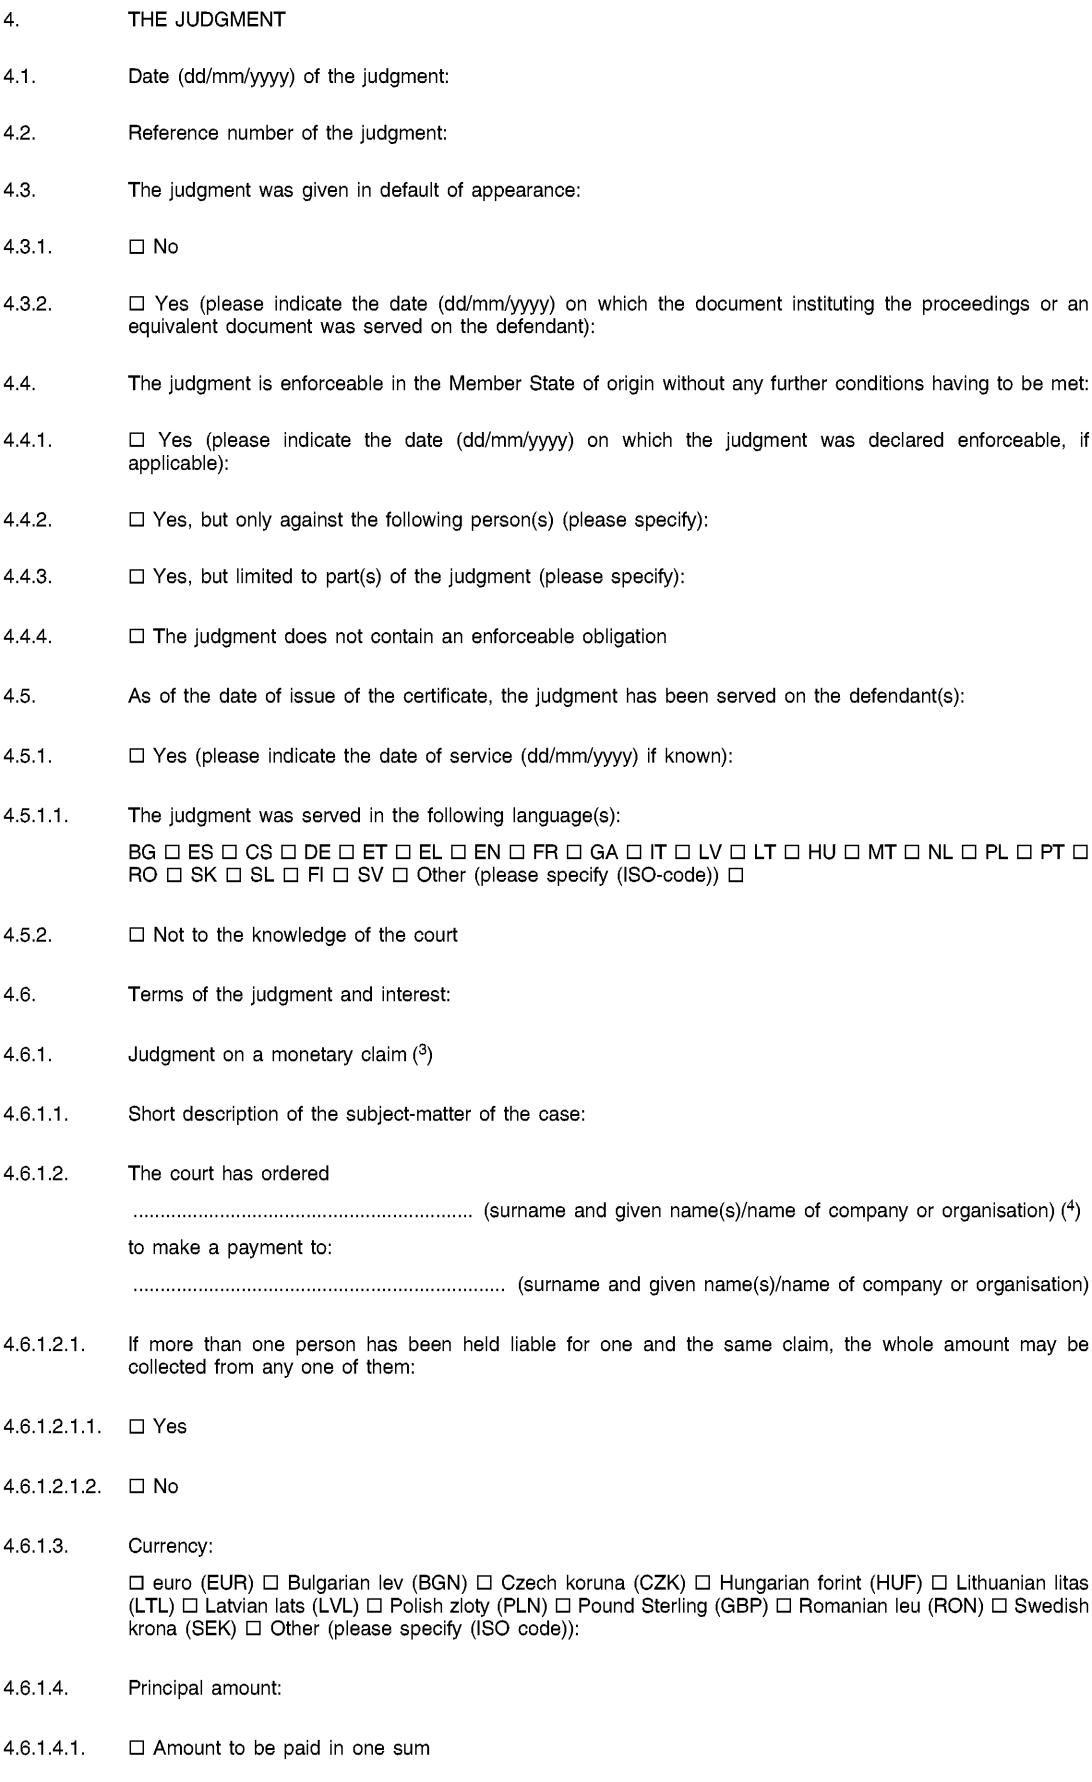 4. THE JUDGMENT
4.1. Date (dd/mm/yyyy) of the judgment:
4.2. Reference number of the judgment:
4.3. The judgment was given in default of appearance:
4.3.1. ☐ No
4.3.2. ☐ Yes (please indicate the date (dd/mm/yyyy) on which the document instituting the proceedings or an
equivalent document was served on the defendant):
4.4. The judgment is enforceable in the Member State of origin without any further conditions having to be met:
4.4.1. ☐ Yes (please indicate the date (dd/mm/yyyy) on which the judgment was declared enforceable, if
applicable):
4.4.2. ☐ Yes, but only against the following person(s) (please specify):
4.4.3. ☐ Yes, but limited to part(s) of the judgment (please specify):
4.4.4. ☐ The judgment does not contain an enforceable obligation
4.5. As of the date of issue of the certificate, the judgment has been served on the defendant(s):
4.5.1. ☐ Yes (please indicate the date of service (dd/mm/yyyy) if known):
4.5.1.1. The judgment was served in the following language(s):
BG ☐ ES ☐ CS ☐ DE ☐ ET ☐ EL ☐ EN ☐ FR ☐ GA ☐ IT ☐ LV ☐ LT ☐ HU ☐ MT ☐ NL ☐ PL ☐ PT ☐
RO ☐ SK ☐ SL ☐ FI ☐ SV ☐ Other (please specify (ISO-code)) ☐
4.5.2. ☐ Not to the knowledge of the court
4.6. Terms of the judgment and interest:
4.6.1. Judgment on a monetary claim (³)
4.6.1.1. Short description of the subject-matter of the case:
4.6.1.2. The court has ordered
............................................................... (surname and given name(s)/name of company or organisation) (⁴)
to make a payment to:
..................................................................... (surname and given name(s)/name of company or organisation)
4.6.1.2.1. If more than one person has been held liable for one and the same claim, the whole amount may be
collected from any one of them:
4.6.1.2.1.1. ☐ Yes
4.6.1.2.1.2. ☐ No
4.6.1.3. Currency:
☐ euro (EUR) ☐ Bulgarian lev (BGN) ☐ Czech koruna (CZK) ☐ Hungarian forint (HUF) ☐ Lithuanian litas
(LTL) ☐ Latvian lats (LVL) ☐ Polish zloty (PLN) ☐ Pound Sterling (GBP) ☐ Romanian leu (RON) ☐ Swedish
krona (SEK) ☐ Other (please specify (ISO code)):
4.6.1.4. Principal amount:
4.6.1.4.1. ☐ Amount to be paid in one sum